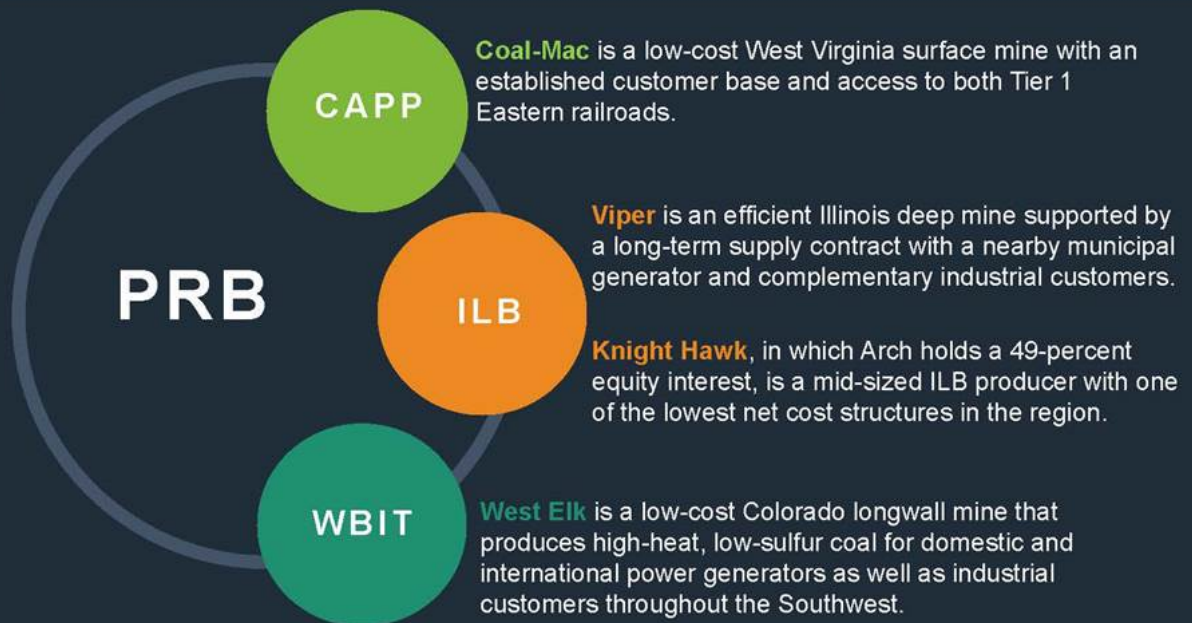 CAPP
Coal-Mac is a low-cost West Virginia surface mine with an
established customer base and access to both Tier 1
Eastern railroads.
PRB
ILB
Viper is an efficient Illinois deep mine supported by
a long-term supply contract with a nearby municipal
generator and complementary industrial customers.
Knight Hawk, in which Arch holds a 49-percent
equity interest, is a mid-sized ILB producer with one
of the lowest net cost structures in the region.
WBIT
West Elk is a low-cost Colorado longwall mine that
produces high-heat, low-sulfur coal for domestic and
international power generators as well as industrial
customers throughout the Southwest.